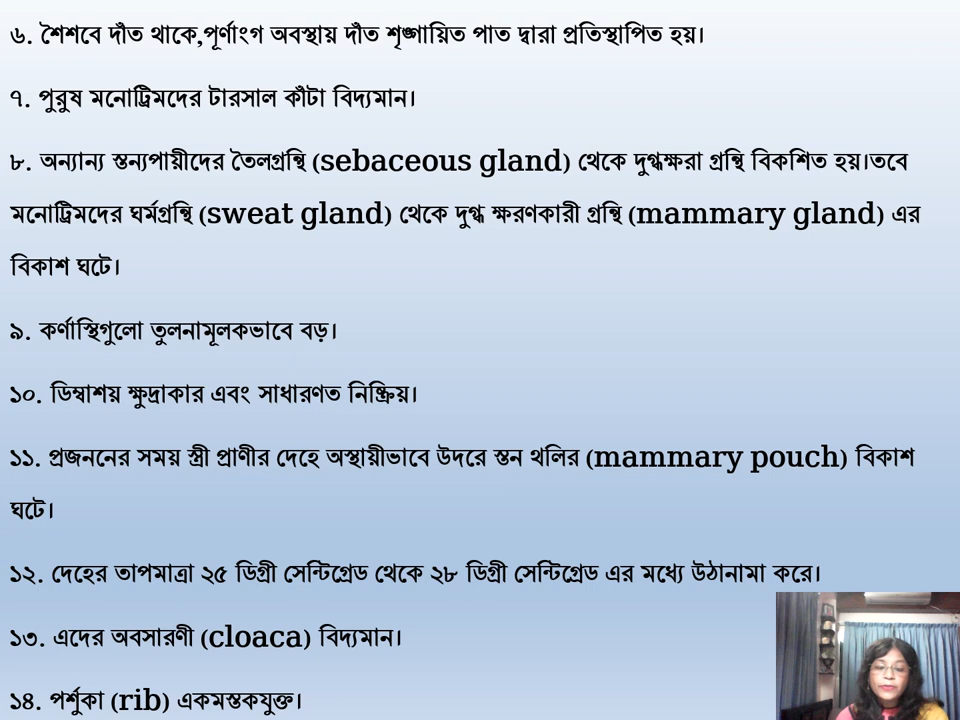 ৬. শৈশবে দাঁত থাকে,পূর্ণাংগ অবস্থায় দাঁত শৃঙ্গায়িত পাত দ্বারা প্রতিস্থাপিত হয়।
৭. পুরুষ মনোট্রিমদের টারসাল কাঁটা বিদ্যমান।
৮. অন্যান্য স্তন্যপায়ীদের তৈলগ্রন্থি (sebaceous gland) থেকে দুগ্ধক্ষরা গ্রন্থি বিকশিত হয়।তবে
মনোট্রিমদের ঘর্মগ্রন্থি (sweat gland) থেকে দুগ্ধ ক্ষরণকারী গ্রন্থি (mammary gland) এর
বিকাশ ঘটে।
৯. কর্ণাস্থিগুলো তুলনামূলকভাবে বড়।
১০. ডিম্বাশয় ক্ষুদ্রাকার এবং সাধারণত নিষ্ক্রিয়।
১১. প্রজননের সময় স্ত্রী প্রাণীর দেহে অস্থায়ীভাবে উদরে স্তন থলির (mammary pouch) বিকাশ
ঘটে।
১২. দেহের তাপমাত্রা ২৫ ডিগ্রী সেন্টিগ্রেড থেকে ২৮ ডিগ্রী সেন্টিগ্রেড এর মধ্যে উঠানামা করে।
১৩. এদের অবসারণী (cloaca) বিদ্যমান।
১৪. পর্শুকা (rib) একমস্তকযুক্ত।